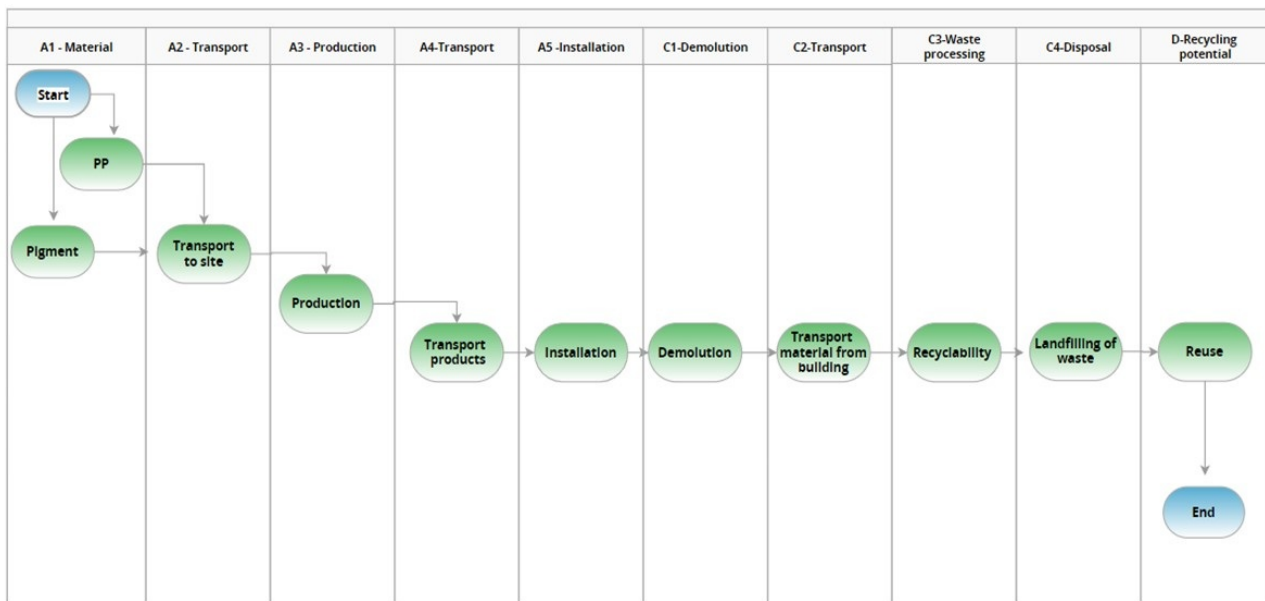 A1 - Material
A2 - Transport
A3 - Production
A4-Transport
A5 -Installation
C1-Demolution
C2-Transport
C3-Waste
processing
C4-Disposal
D-Recycling
potential
Start
PP
Pigment
Transport
to site
Production
Transport
products
Installation
Demolution
Transport
material from
building
Recyclability
Landfilling of
waste
Reuse
End